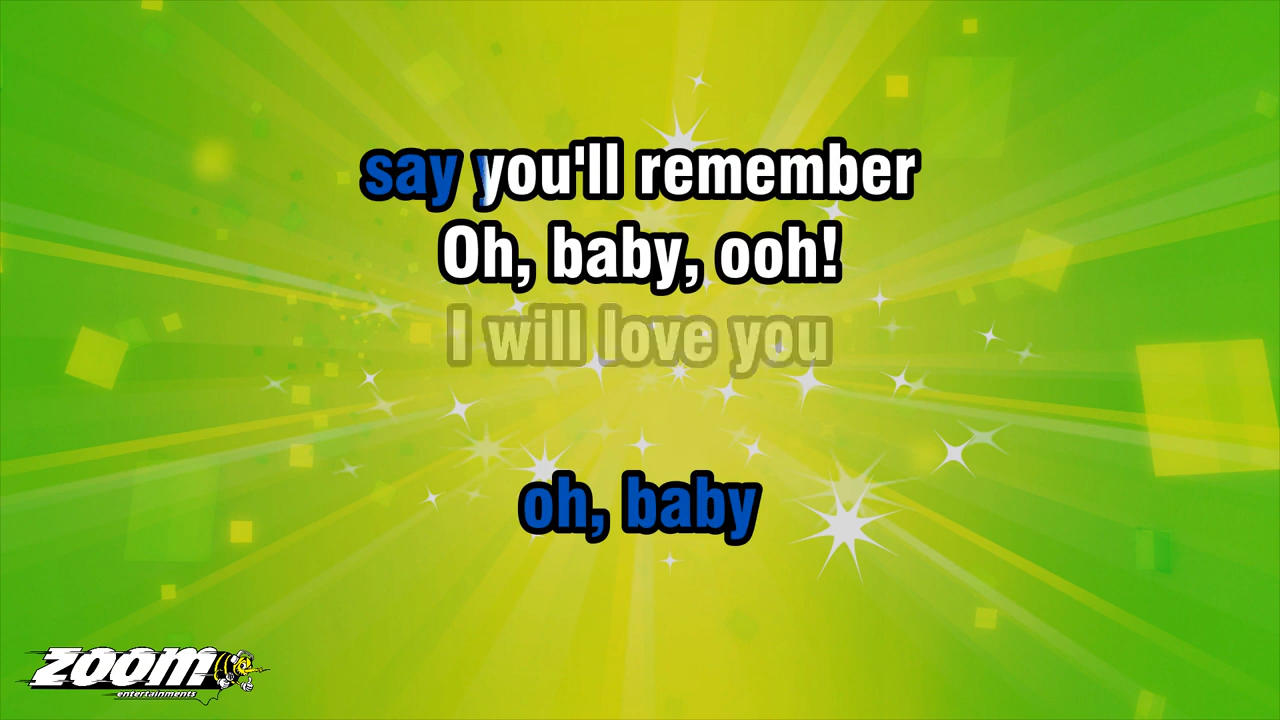 say you'll remember
Oh, baby, ooh!
I will love you
oh, baby
ZOOM
entertainments